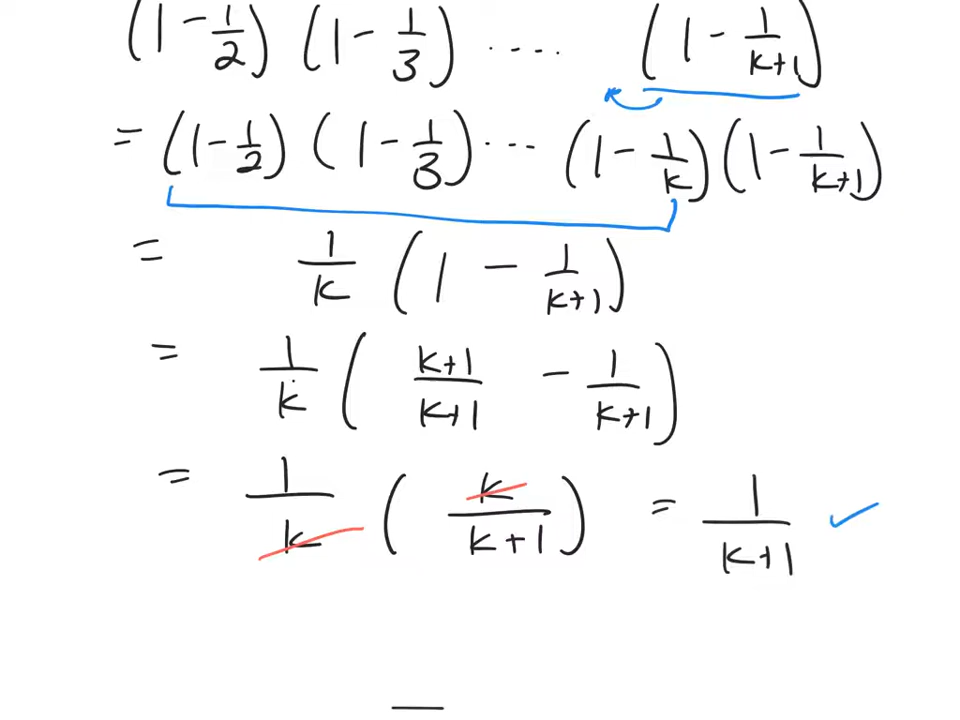 (1 - 1/2) (1 - 1/3) ..... (1 - 1/k+1)
= (1 - 1/2) (1 - 1/3) ... (1 - 1/k) (1 - 1/k+1)
= 1/k (1 - 1/k+1)
= 1/k (k+1/k+1 - 1/k+1)
= 1/k (k/k+1) = 1/k+1 ✓